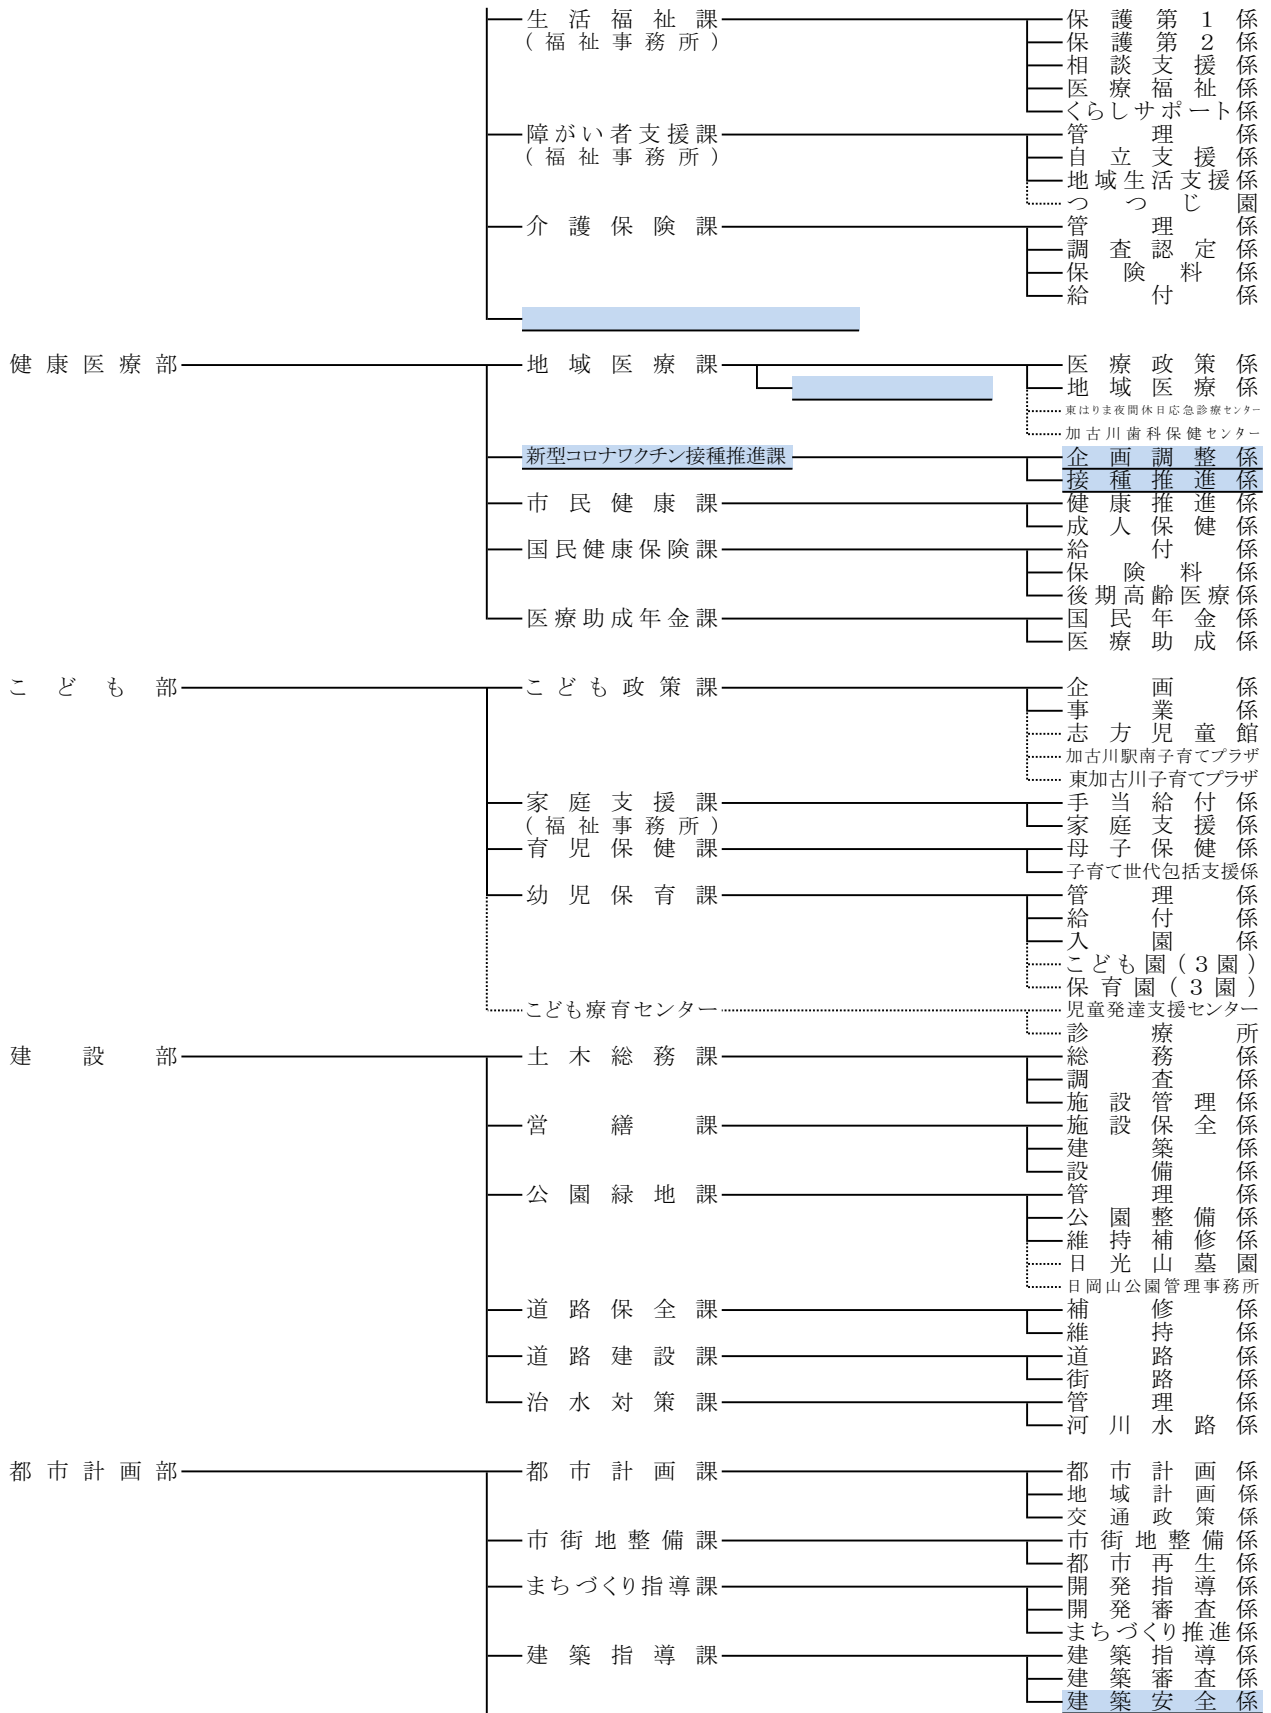 生活福祉課 保護第1係
(福祉事務所) 保護第2係
相談支援係
医療福祉係
くらしサポート係
障がい者支援課 管理係
(福祉事務所) 自立支援係
地域生活支援係
つつじ園
介護保険課 管理係
調査認定係
保険料係
給付係
健康医療部 地域医療課 医療政策係
地域医療係
東はりま夜間休日応急診療センター
加古川歯科保健センター
新型コロナワクチン接種推進課 企画調整係
接種推進係
市民健康課 健康推進係
成人保健係
国民健康保険課 給付係
保険料係
後期高齢医療係
医療助成年金課 国民年金係
医療助成係
こども部 こども政策課 企画係
事業係
志方児童館
加古川駅南子育てプラザ
東加古川子育てプラザ
家庭支援課 手当給付係
(福祉事務所) 家庭支援係
育児保健課 母子保健係
子育て世代包括支援係
幼児保育課 管理係
給付係
入園係
こども園(3園)
保育園(3園)
こども療育センター 児童発達支援センター
診療所
建設部 土木総務課 総務係
調査係
施設管理係
営繕課 施設保全係
建築係
設備係
公園緑地課 管理係
公園整備係
維持補修係
日光山墓園
日岡山公園管理事務所
道路保全課 補修係
維持係
道路建設課 道路係
街路係
治水対策課 管理係
河川水路係
都市計画部 都市計画課 都市計画係
地域計画係
交通政策係
市街地整備課 市街地整備係
都市再生係
まちづくり指導課 開発指導係
開発審査係
まちづくり推進係
建築指導課 建築指導係
建築審査係
建築安全係